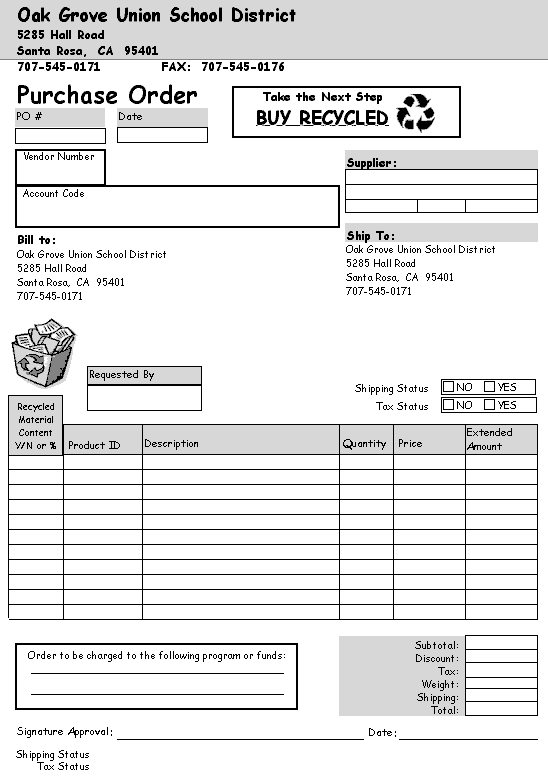 Oak Grove Union School District
5285 Hall Road
Santa Rosa, CA 95401
707-545-0171 FAX: 707-545-0176
Purchase Order
Take the Next Step
BUY RECYCLED
PO #
Date
Vendor Number
Supplier:
Account Code
Bill to:
Oak Grove Union School District
5285 Hall Road
Santa Rosa, CA 95401
707-545-0171
Ship To:
Oak Grove Union School District
5285 Hall Road
Santa Rosa, CA 95401
707-545-0171
Requested By
Shipping Status NO YES
Tax Status NO YES
Recycled
Material
Content
Y/N or %
Product ID
Description
Quantity
Price
Extended
Amount
Order to be charged to the following program or funds:
Subtotal:
Discount:
Tax:
Weight:
Shipping:
Total:
Signature Approval: Date:
Shipping Status
Tax Status